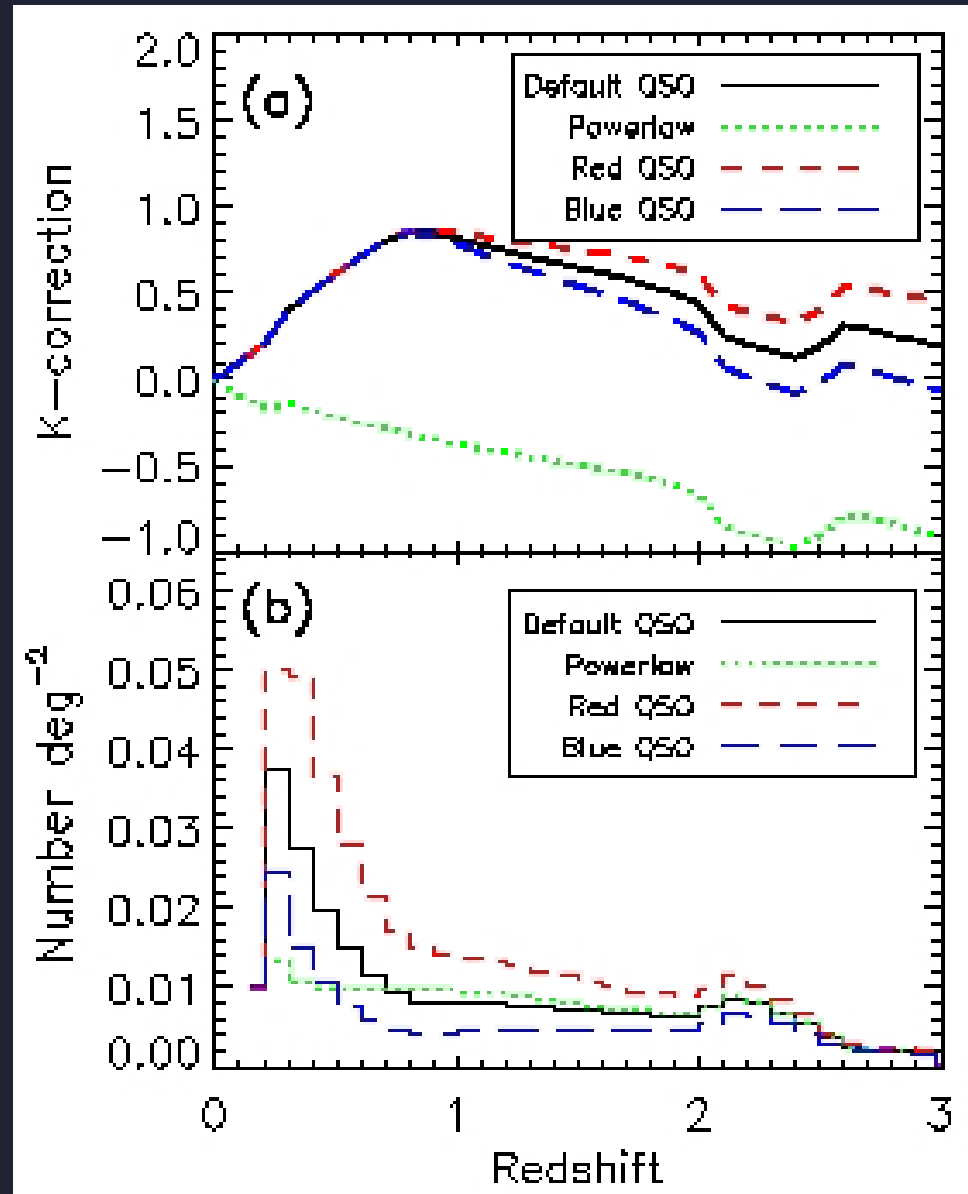 (a)
Default QSO
Powerlaw
Red QSO
Blue QSO
2.0
1.5
1.0
0.5
0.0
−0.5
−1.0
K−correction
(b)
Default QSO
Powerlaw
Red QSO
Blue QSO
0.06
0.05
0.04
0.03
0.02
0.01
0.00
Number deg⁻²
0 1 2 3
Redshift